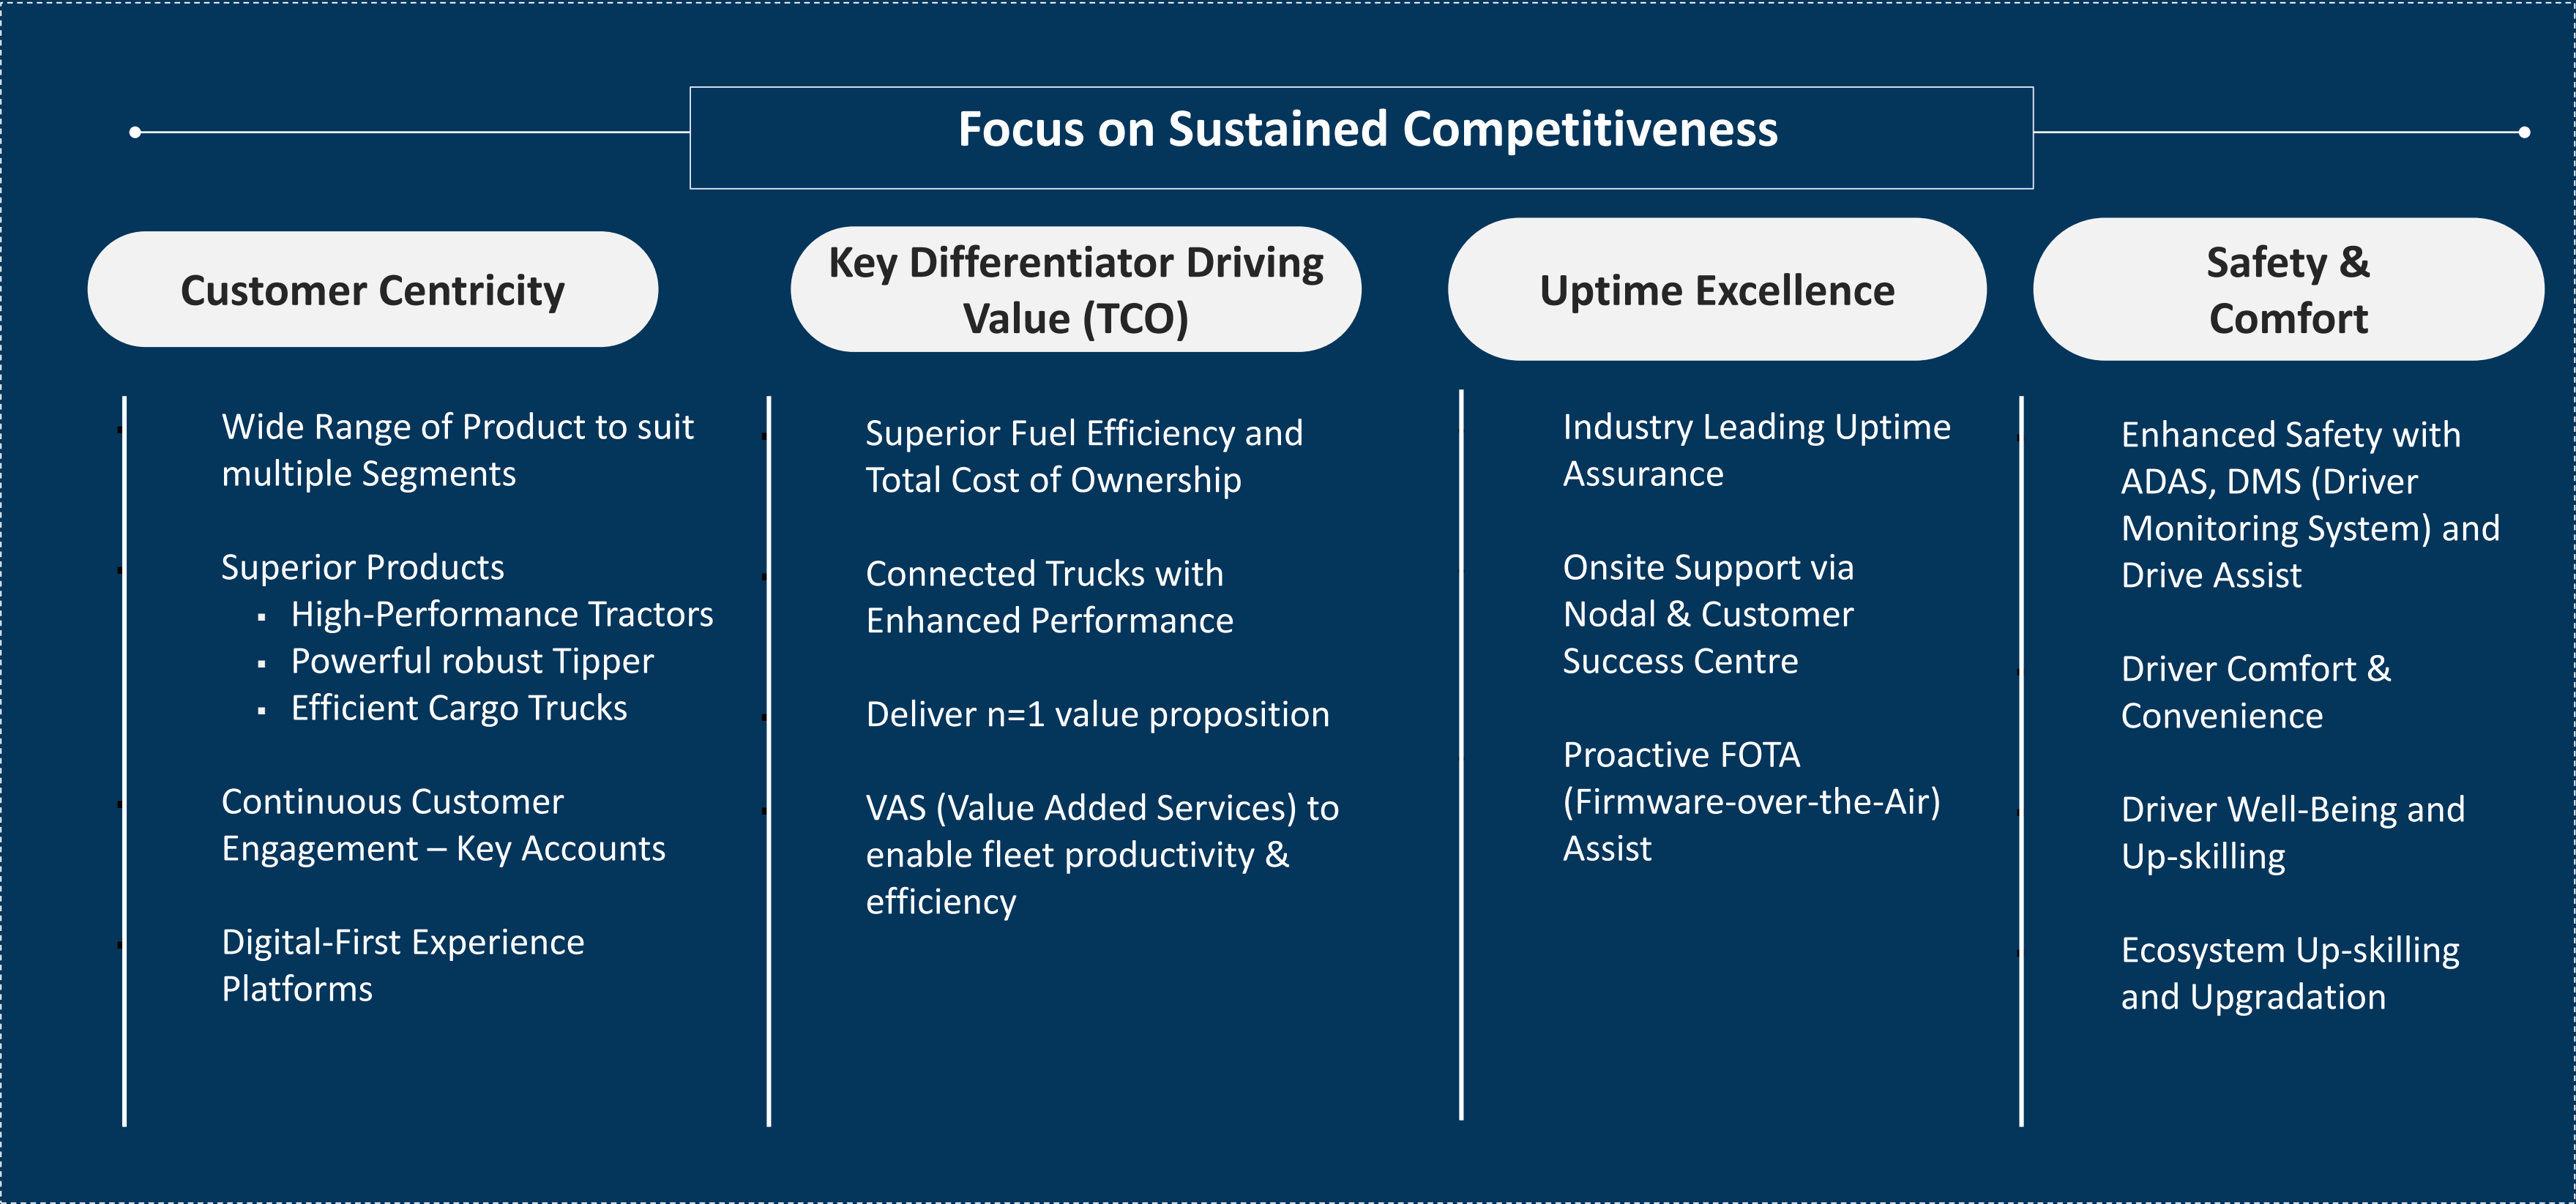 Focus on Sustained Competitiveness
Customer Centricity
Wide Range of Product to suit
multiple Segments
Superior Products
▪ High-Performance Tractors
▪ Powerful robust Tipper
▪ Efficient Cargo Trucks
Continuous Customer
Engagement – Key Accounts
Digital-First Experience
Platforms
Key Differentiator Driving
Value (TCO)
Superior Fuel Efficiency and
Total Cost of Ownership
Connected Trucks with
Enhanced Performance
Deliver n=1 value proposition
VAS (Value Added Services) to
enable fleet productivity &
efficiency
Uptime Excellence
Industry Leading Uptime
Assurance
Onsite Support via
Nodal & Customer
Success Centre
Proactive FOTA
(Firmware-over-the-Air)
Assist
Safety &
Comfort
Enhanced Safety with
ADAS, DMS (Driver
Monitoring System) and
Drive Assist
Driver Comfort &
Convenience
Driver Well-Being and
Up-skilling
Ecosystem Up-skilling
and Upgradation